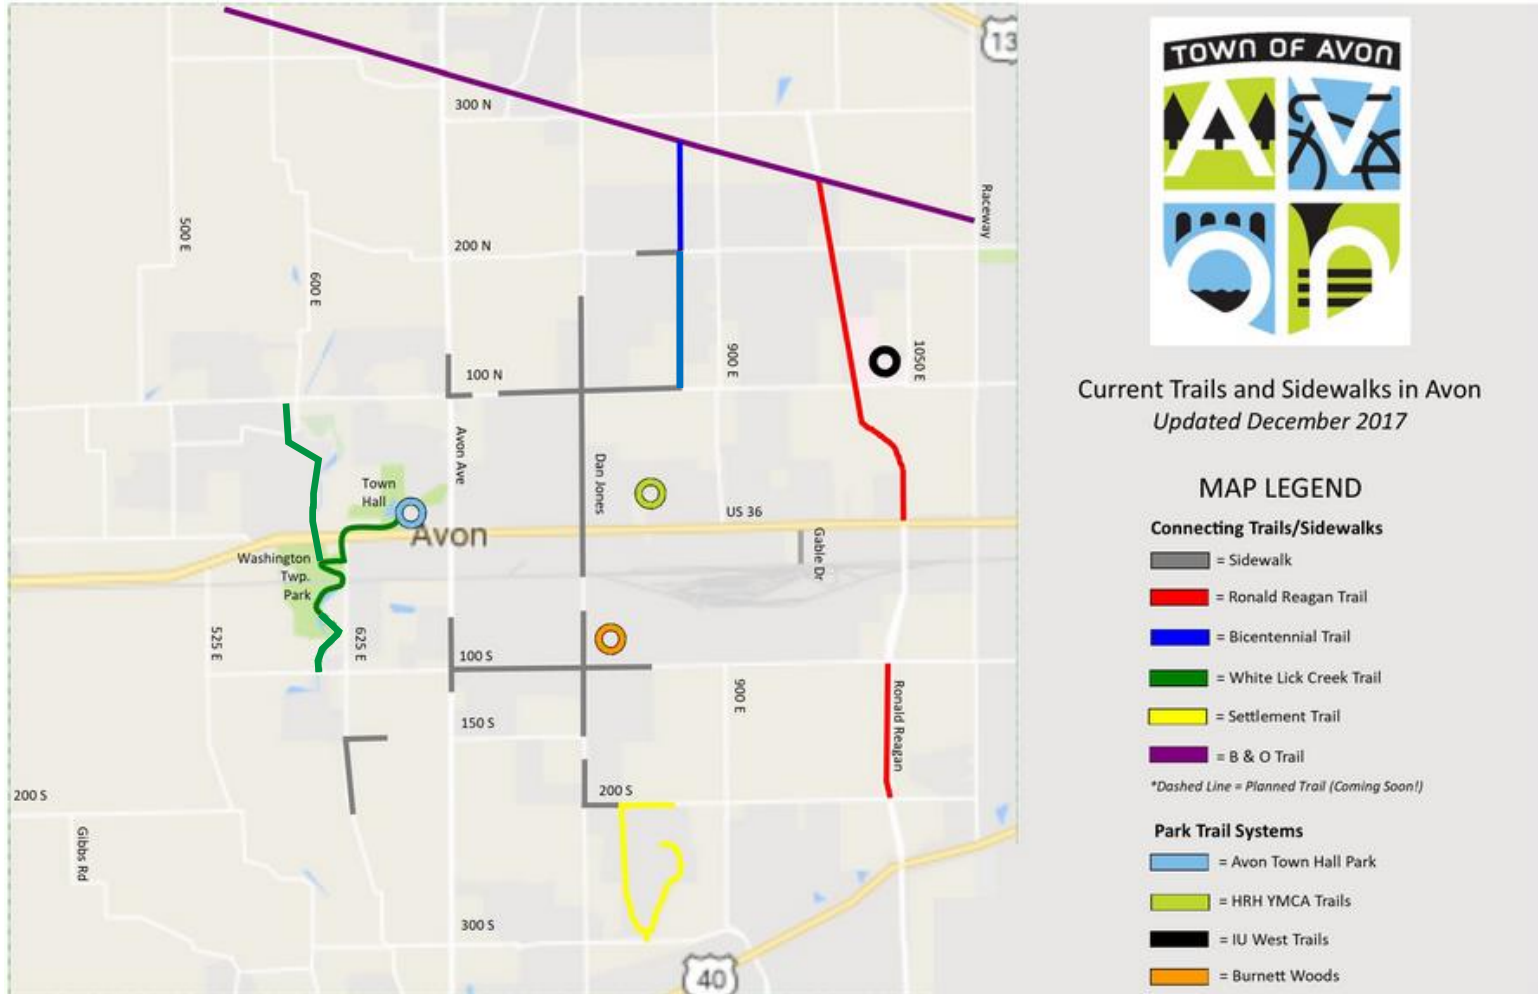 13
300 N
Raceway
500 E
200 N
600 E
900 E
1050 E
100 N
Avon Ave
Dan Jones
Town
Hall
US 36
Avon
Gable Dr
Washington
Twp.
Park
525 E
625 E
100 S
900 E
Ronald Reagan
150 S
200 S
200 S
Gibbs Rd
300 S
40
TOWN OF AVON
AVON
Current Trails and Sidewalks in Avon
Updated December 2017
MAP LEGEND
Connecting Trails/Sidewalks
= Sidewalk
= Ronald Reagan Trail
= Bicentennial Trail
= White Lick Creek Trail
= Settlement Trail
= B & O Trail
*Dashed Line = Planned Trail (Coming Soon!)
Park Trail Systems
= Avon Town Hall Park
= HRH YMCA Trails
= IU West Trails
= Burnett Woods